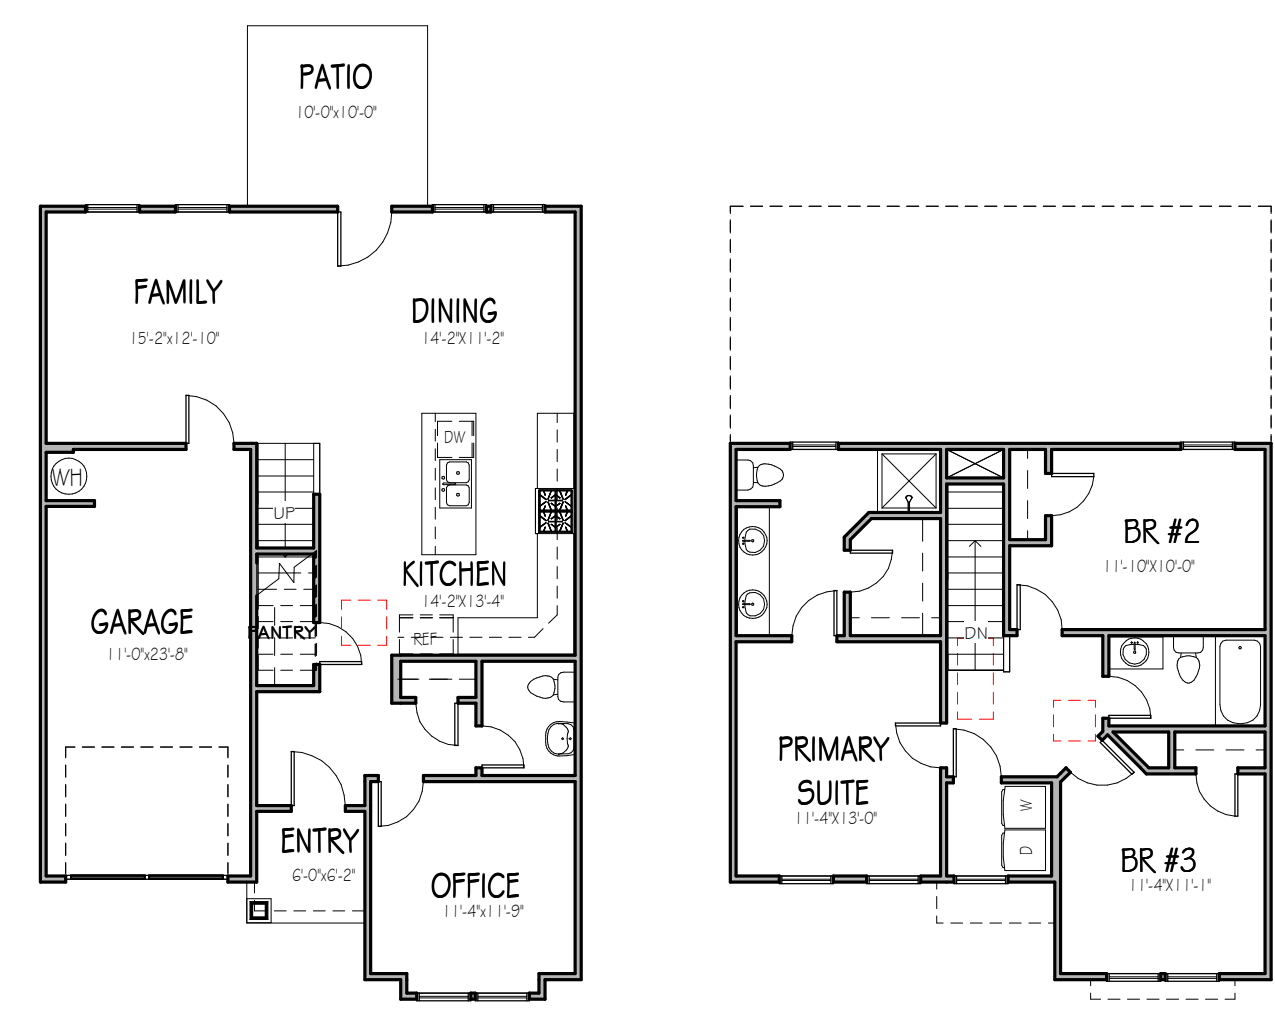 PATIO
10'-0"x10'-0"
FAMILY
15'-2"x12'-10"
DINING
14'-2"X11'-2"
DW
WH
UP
KITCHEN
14'-2"X13'-4"
GARAGE
11'-0"x23'-8"
PANTRY
REF
ENTRY
6'-0"x6'-2"
OFFICE
11'-4"x11'-9"
BR #2
11'-10"X10'-0"
DN
PRIMARY
SUITE
11'-4"X13'-0"
W
D
BR #3
11'-4"X11'-1"